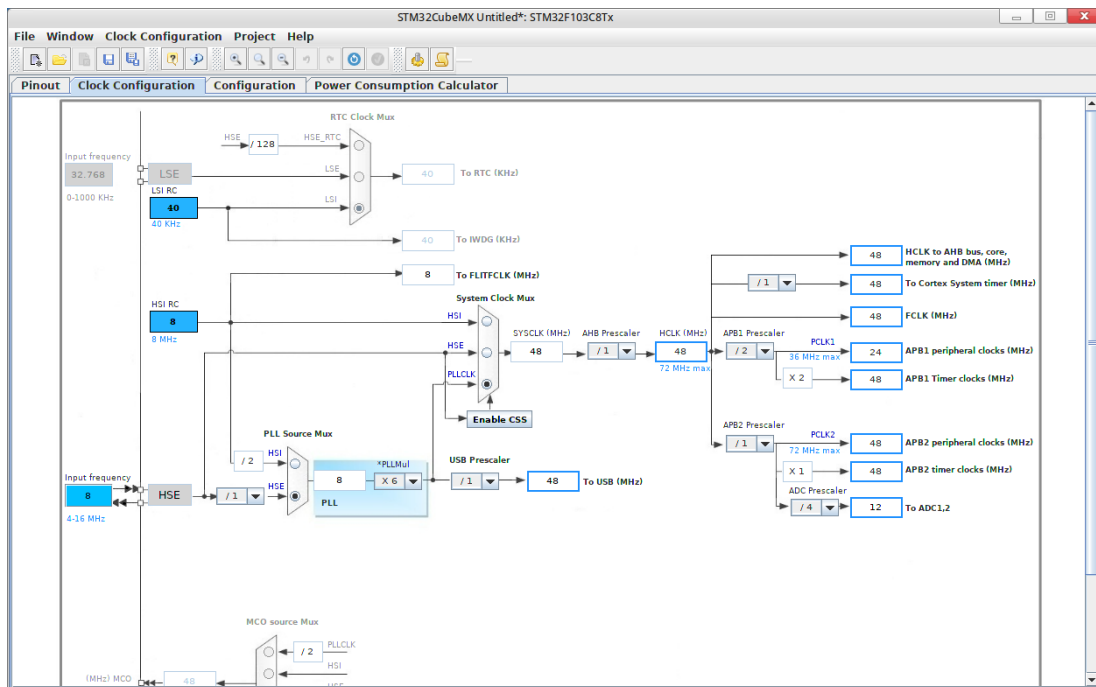 STM32CubeMX Untitled*: STM32F103C8Tx
File Window Clock Configuration Project Help
Pinout Clock Configuration Configuration Power Consumption Calculator
RTC Clock Mux
HSE / 128 HSE_RTC
Input frequency
32.768 LSE LSE 40 To RTC (KHz)
0-1000 KHz
LSI RC
40 LSI
40 KHz
40 To IWDG (KHz)
8 To FLITFCLK (MHz)
48 HCLK to AHB bus, core,
memory and DMA (MHz)
/ 1 48 To Cortex System timer (MHz)
HSI RC
System Clock Mux
8 HSI 48 FCLK (MHz)
8 MHz
SYSCLK (MHz) AHB Prescaler HCLK (MHz) APB1 Prescaler
PCLK1
HSE 48 / 1 48 / 2 24 APB1 peripheral clocks (MHz)
72 MHz max 36 MHz max
PLLCLK X 2 48 APB1 Timer clocks (MHz)
Enable CSS
APB2 Prescaler
PLL Source Mux
PCLK2
/ 1 48 APB2 peripheral clocks (MHz)
72 MHz max
/ 2 HSI *PLLMul USB Prescaler
X 1 48 APB2 timer clocks (MHz)
Input frequency
8 X 6 / 1 48 To USB (MHz)
ADC Prescaler
8 HSE / 1 HSE PLL / 4 12 To ADC1,2
4-16 MHz
MCO source Mux
/ 2 PLLCLK
HSI
(MHz) MCO 48
HSE